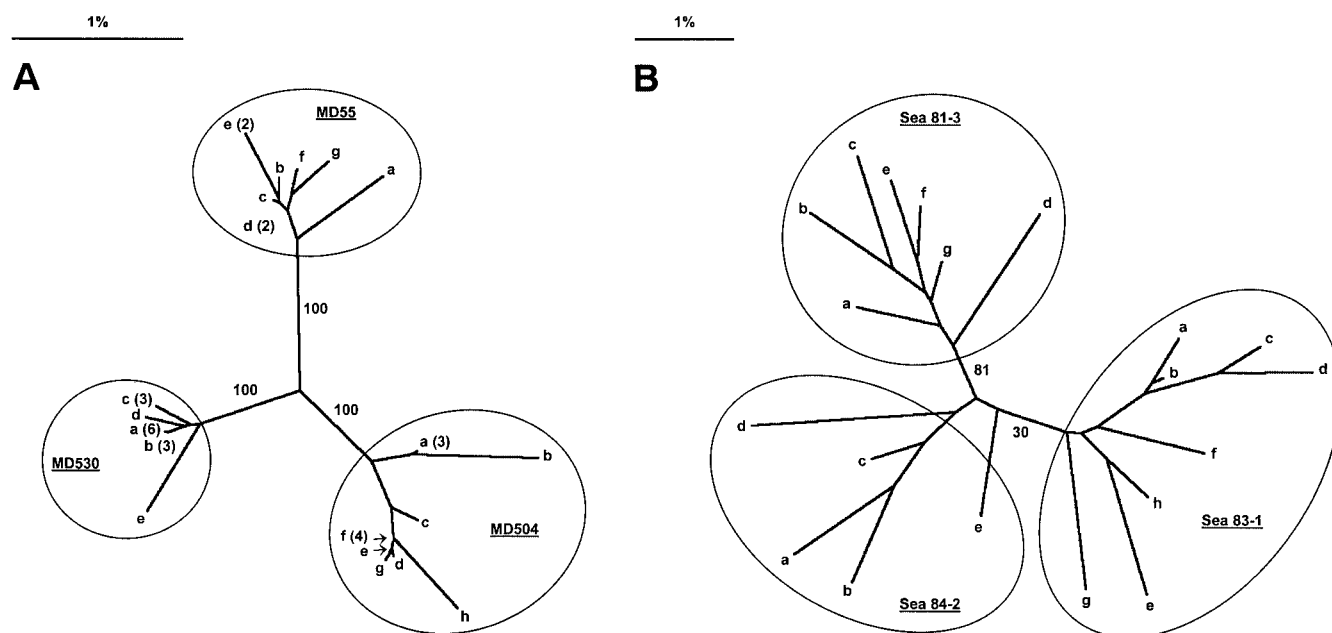 1%
A
MD55
e (2)
b
f
g
a
c
d (2)
100
100
100
c (3)
d
a (6)
b (3)
MD530
e
a (3)
b
c
MD504
f (4)
e
d
g
h
1%
B
Sea 81-3
c
e
f
b
d
g
a
81
a
c
b
d
30
f
h
Sea 83-1
g
e
d
c
e
a
b
Sea 84-2